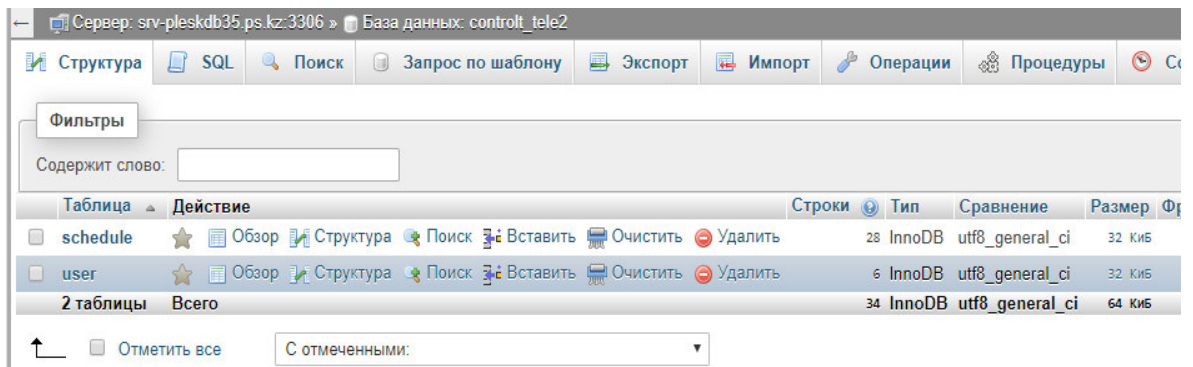 Сервер: srv-pleskdb35.ps.kz:3306 » База данных: controlt_tele2
Структура SQL Поиск Запрос по шаблону Экспорт Импорт Операции Процедуры Со
Фильтры
Содержит слово:
Таблица Действие Строки Тип Сравнение Размер Фр
schedule Обзор Структура Поиск Вставить Очистить Удалить 28 InnoDB utf8_general_ci 32 КиБ
user Обзор Структура Поиск Вставить Очистить Удалить 6 InnoDB utf8_general_ci 32 КиБ
2 таблицы Всего 34 InnoDB utf8_general_ci 64 КиБ
Отметить все С отмеченными: